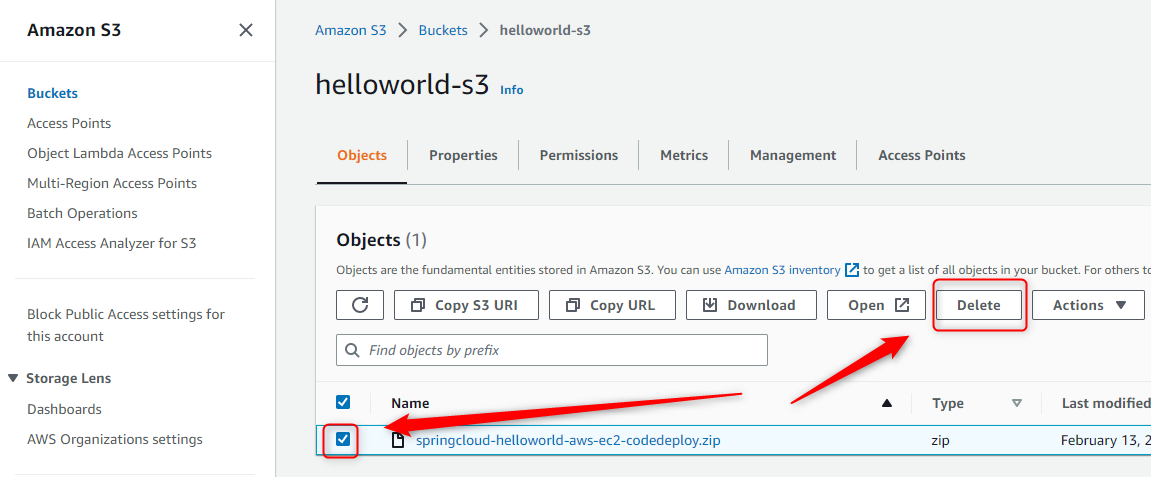 Amazon S3
Amazon S3 > Buckets > helloworld-s3
helloworld-s3 Info
Buckets
Access Points
Object Lambda Access Points
Multi-Region Access Points
Batch Operations
IAM Access Analyzer for S3
Block Public Access settings for
this account
Storage Lens
Dashboards
AWS Organizations settings
Objects Properties Permissions Metrics Management Access Points
Objects (1)
Objects are the fundamental entities stored in Amazon S3. You can use Amazon S3 inventory to get a list of all objects in your bucket. For others to
Copy S3 URI Copy URL Download Open Delete Actions
Find objects by prefix
Name Type Last modified
springcloud-helloworld-aws-ec2-codedeploy.zip zip February 13, 2